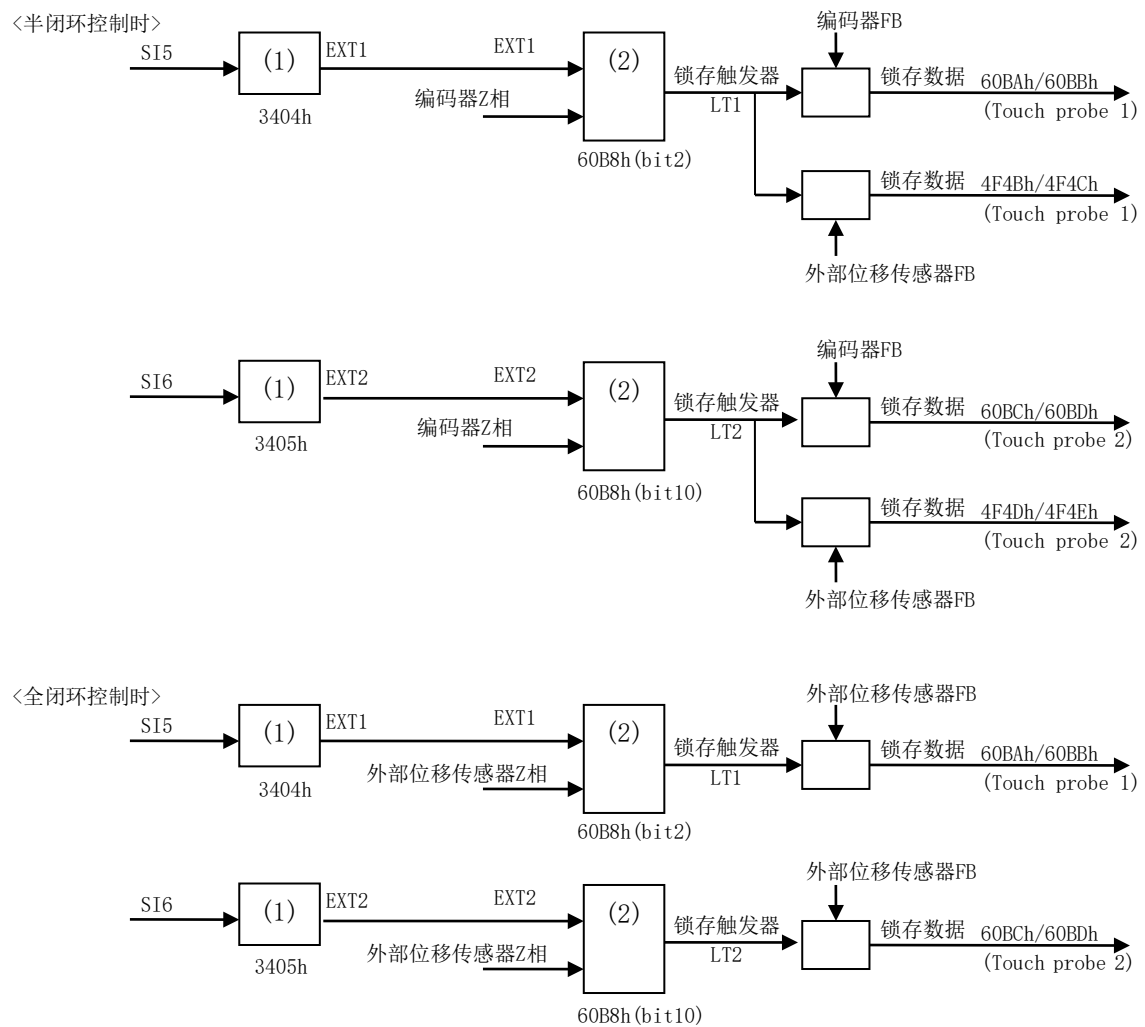 <半闭环控制时>
编码器FB
SI5
(1)
EXT1
EXT1
(2)
锁存触发器
LT1
锁存数据
60BAh/60BBh
(Touch probe 1)
3404h
编码器Z相
60B8h(bit2)
锁存数据
4F4Bh/4F4Ch
(Touch probe 1)
外部位移传感器FB
编码器FB
SI6
(1)
EXT2
EXT2
(2)
锁存触发器
LT2
锁存数据
60BCh/60BDh
(Touch probe 2)
3405h
编码器Z相
60B8h(bit10)
锁存数据
4F4Dh/4F4Eh
(Touch probe 2)
外部位移传感器FB
<全闭环控制时>
外部位移传感器FB
SI5
(1)
EXT1
EXT1
(2)
锁存触发器
LT1
锁存数据
60BAh/60BBh
(Touch probe 1)
3404h
外部位移传感器Z相
60B8h(bit2)
外部位移传感器FB
SI6
(1)
EXT2
EXT2
(2)
锁存触发器
LT2
锁存数据
60BCh/60BDh
(Touch probe 2)
3405h
外部位移传感器Z相
60B8h(bit10)